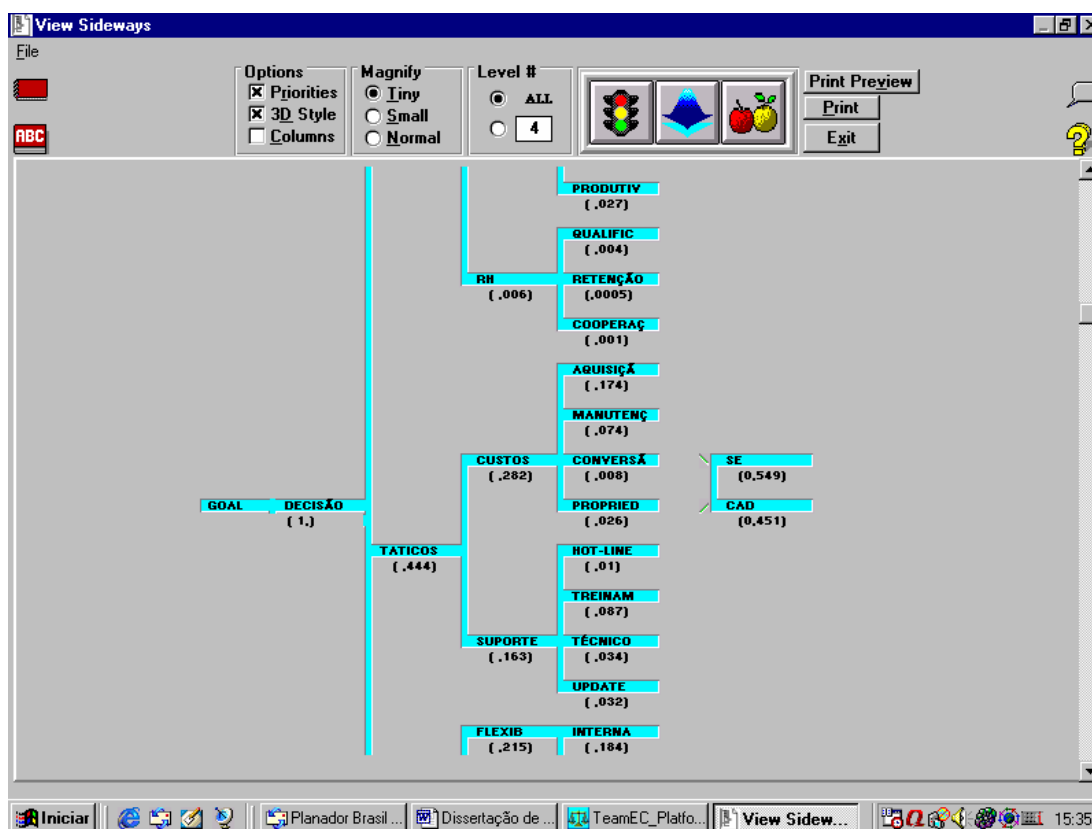 View Sideways
File
Options
Priorities
3D Style
Columns
Magnify
Tiny
Small
Normal
Level #
ALL
4
Print Preview
Print
Exit
ABC
PRODUTIV
( .027)
QUALIFIC
( .004)
RH
( .006)
RETENÇÃO
(.0005)
COOPERAÇ
( .001)
AQUISIÇÃ
( .174)
MANUTENÇ
( .074)
CUSTOS
( .282)
CONVERSÃ
( .008)
SE
(0,549)
GOAL
DECISÃO
( 1.)
PROPRIED
( .026)
CAD
(0,451)
TATICOS
( .444)
HOT-LINE
( .01)
TREINAM
( .087)
SUPORTE
( .163)
TÉCNICO
( .034)
UPDATE
( .032)
FLEXIB
( .215)
INTERNA
( .184)
Iniciar
Planador Brasil ...
Dissertação de ...
TeamEC_Platfo...
View Sidew...
15:39